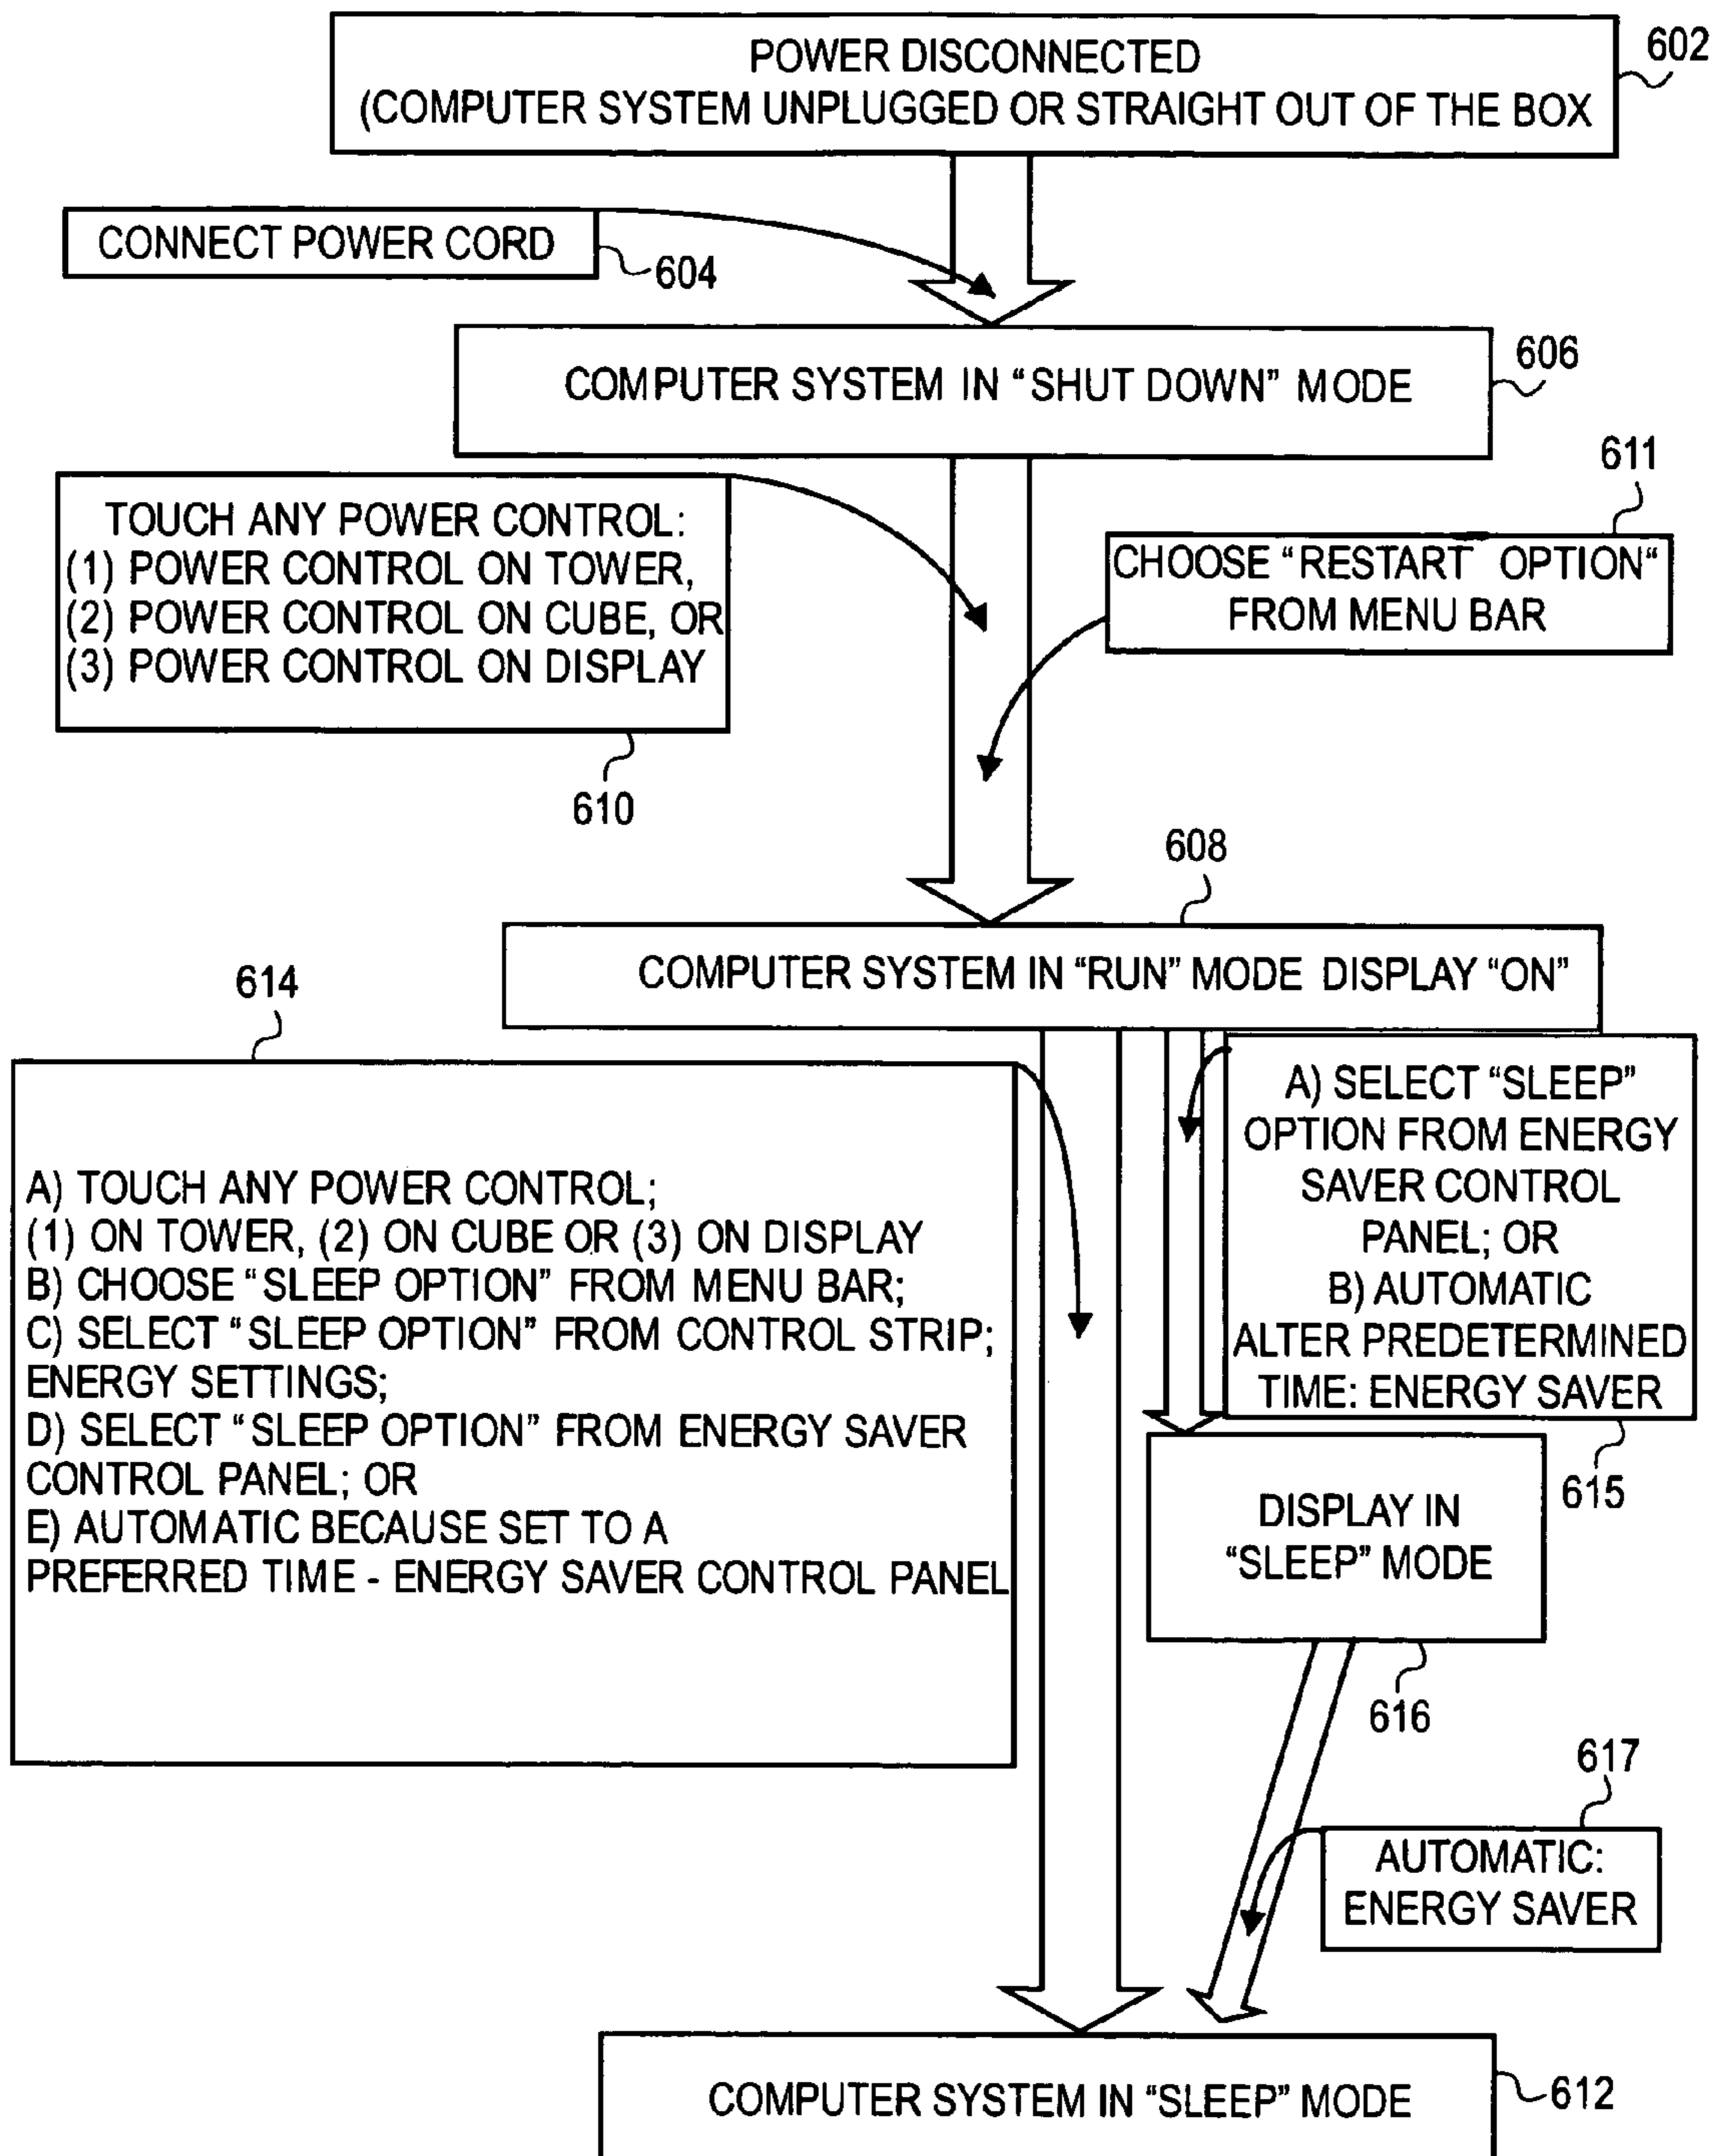 POWER DISCONNECTED
(COMPUTER SYSTEM UNPLUGGED OR STRAIGHT OUT OF THE BOX
602
CONNECT POWER CORD
604
COMPUTER SYSTEM IN “SHUT DOWN” MODE
606
TOUCH ANY POWER CONTROL:
(1) POWER CONTROL ON TOWER,
(2) POWER CONTROL ON CUBE, OR
(3) POWER CONTROL ON DISPLAY
610
611
CHOOSE “RESTART OPTION“
FROM MENU BAR
608
COMPUTER SYSTEM IN “RUN” MODE DISPLAY “ON”
614
A) TOUCH ANY POWER CONTROL;
(1) ON TOWER, (2) ON CUBE OR (3) ON DISPLAY
B) CHOOSE “SLEEP OPTION” FROM MENU BAR;
C) SELECT “SLEEP OPTION” FROM CONTROL STRIP;
ENERGY SETTINGS;
D) SELECT “SLEEP OPTION” FROM ENERGY SAVER
CONTROL PANEL; OR
E) AUTOMATIC BECAUSE SET TO A
PREFERRED TIME - ENERGY SAVER CONTROL PANEL
A) SELECT “SLEEP”
OPTION FROM ENERGY
SAVER CONTROL
PANEL; OR
B) AUTOMATIC
ALTER PREDETERMINED
TIME: ENERGY SAVER
615
DISPLAY IN
“SLEEP” MODE
616
617
AUTOMATIC:
ENERGY SAVER
COMPUTER SYSTEM IN “SLEEP” MODE
612